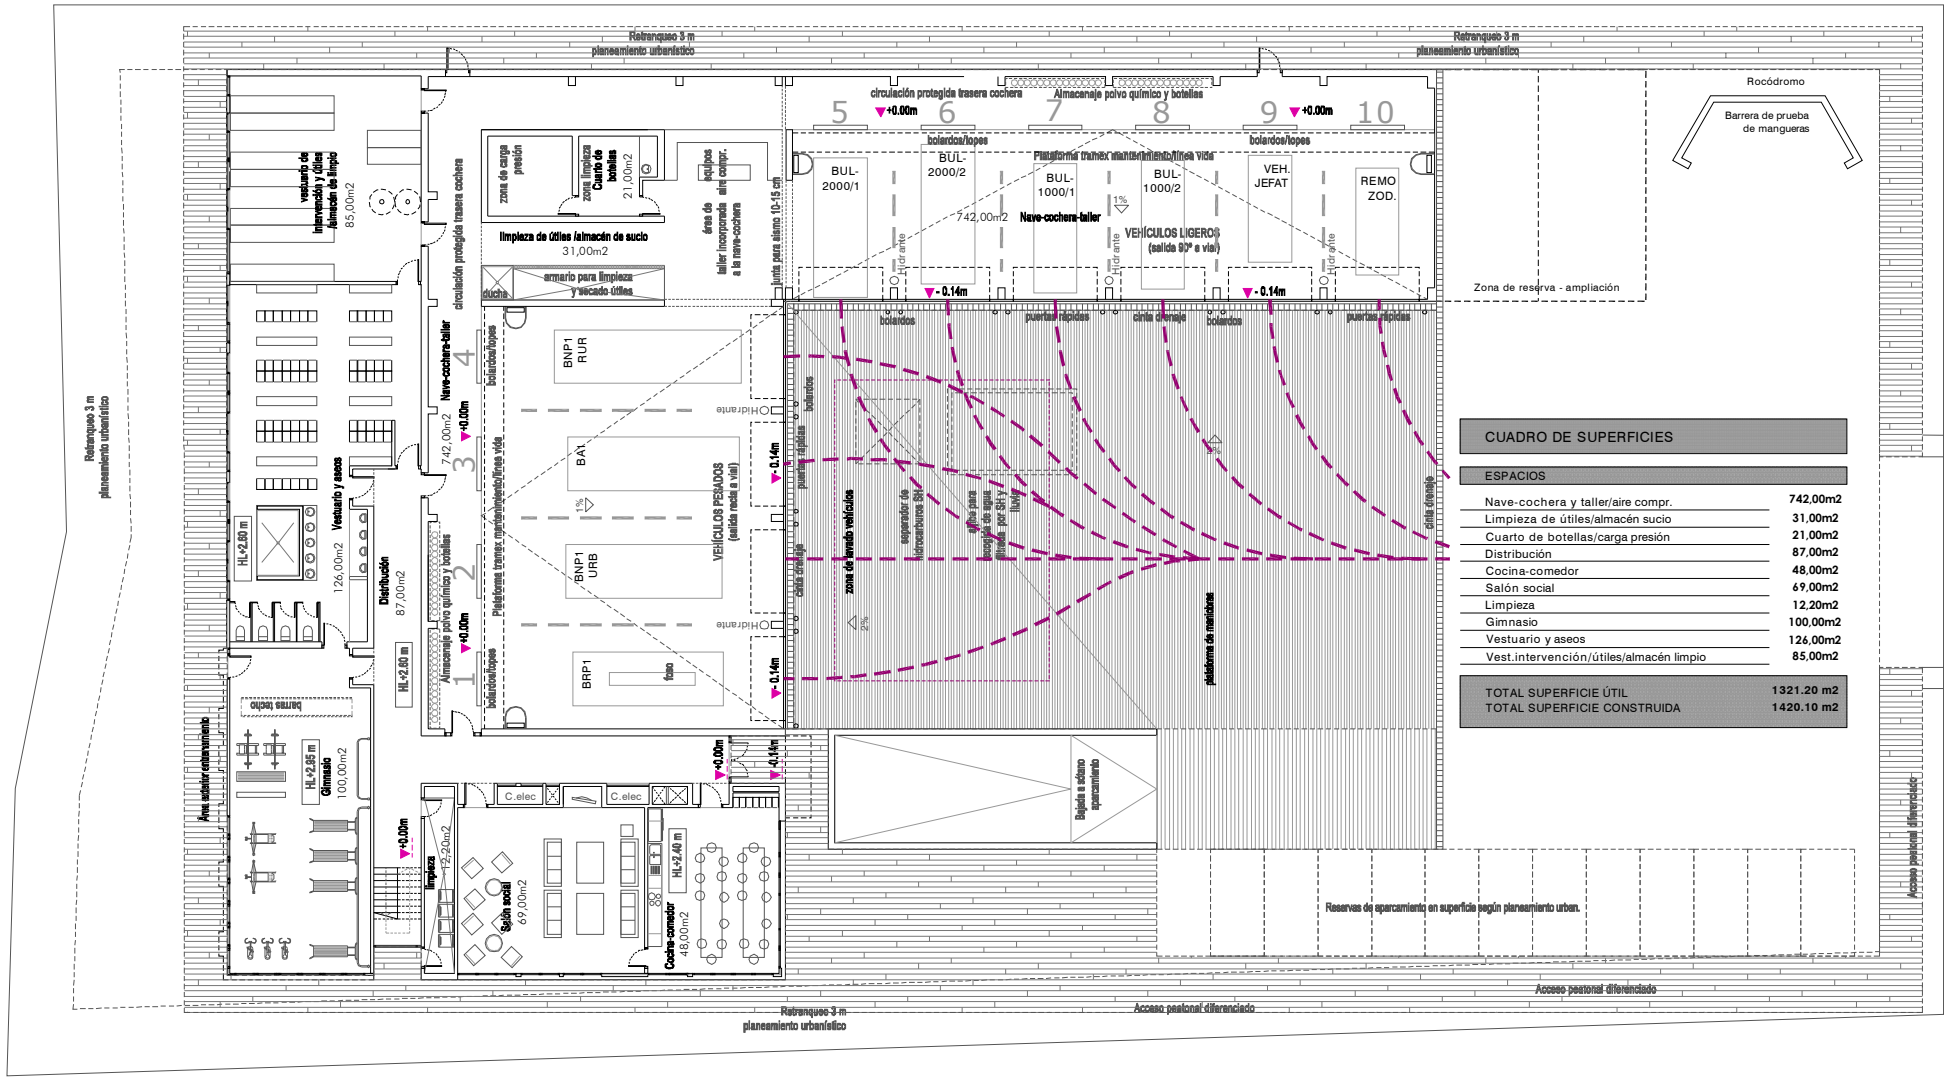 Retranqueo 3 m
planeamiento urbanístico
Retranqueo 3 m
planeamiento urbanístico
Retranqueo 3 m
planeamiento urbanístico
Rocódromo
Barrera de prueba
de mangueras
Zona de reserva - ampliación
circulación protegida trasera cochera
Almacenaje polvo químico y botellas
5
6
7
8
9
10
+0.00m
+0.00m
bolardos/topes
bolardos/topes
Plataforma tramex mantenimiento/línea vida
BUL-
2000/1
BUL-
2000/2
BUL-
1000/1
BUL-
1000/2
VEH.
JEFAT
REMO
ZOD.
742,00m2
Nave-cochera-taller
1%
VEHÍCULOS LIGEROS
(salida 90º a vial)
Hidrante
Hidrante
Hidrante
- 0.14m
- 0.14m
bolardos
puertas rápidas
cinta drenaje
bolardos
puertas rápidas
vestuario de
intervención y útiles
/almacén de limpio
85,00m2
circulación protegida trasera cochera
zona de carga
presión
zona limpieza
Cuarto de
botellas
21,00m2
limpieza de útiles /almacén de sucio
31,00m2
armario para limpieza
y secado útiles
ducha
área de equipos
taller incorporada aire compr.
a la nave-cochera
junta para sismo 10-15 cm
Nave-cochera-taller
742,00m2
+0.00m
4
3
2
1
bolardos/topes
bolardos/topes
Plataforma tramex mantenimiento/línea vida
Almacenaje polvo químico y botellas
+0.00m
BNP1
RUR
BA1
BNP1
URB
BRP1
foso
1%
VEHÍCULOS PESADOS
(salida recta a vial)
Hidrante
Hidrante
bolardos
puertas rápidas
cinta drenaje
- 0.14m
- 0.14m
zona de lavado vehículos
2%
separador de
hidrocarburos SH
aljibe para
recogida de agua
filtrada por SH y
lluvia
plataforma de maniobras
cinta drenaje
Vestuario y aseos
126,00m2
HL+2.60 m
Distribución
87,00m2
HL+2.60 m
barras techo
HL+2.95 m
Gimnasio
100,00m2
Área exterior entrenamiento
+0.00m
limpieza
12,20m2
C.elec
C.elec
Salón social
69,00m2
HL+2.40 m
Cocina-comedor
48,00m2
+0.00m
-0.14m
Bajada a sótano
aparcamiento
CUADRO DE SUPERFICIES
ESPACIOS
Nave-cochera y taller/aire compr. 742,00m2
Limpieza de útiles/almacén sucio 31,00m2
Cuarto de botellas/carga presión 21,00m2
Distribución 87,00m2
Cocina-comedor 48,00m2
Salón social 69,00m2
Limpieza 12,20m2
Gimnasio 100,00m2
Vestuario y aseos 126,00m2
Vest.intervención/útiles/almacén limpio 85,00m2
TOTAL SUPERFICIE ÚTIL 1321.20 m2
TOTAL SUPERFICIE CONSTRUIDA 1420.10 m2
Reservas de aparcamiento en superficie según planeamiento urban.
Acceso peatonal diferenciado
Acceso peatonal diferenciado
Acceso peatonal diferenciado
Retranqueo 3 m
planeamiento urbanístico